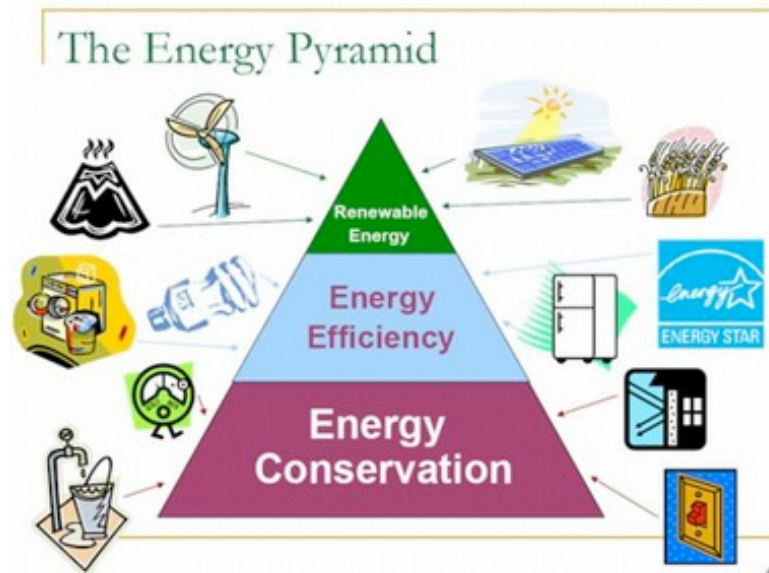 The Energy Pyramid
Renewable
Energy
Energy
Efficiency
energy
ENERGY STAR
Energy
Conservation